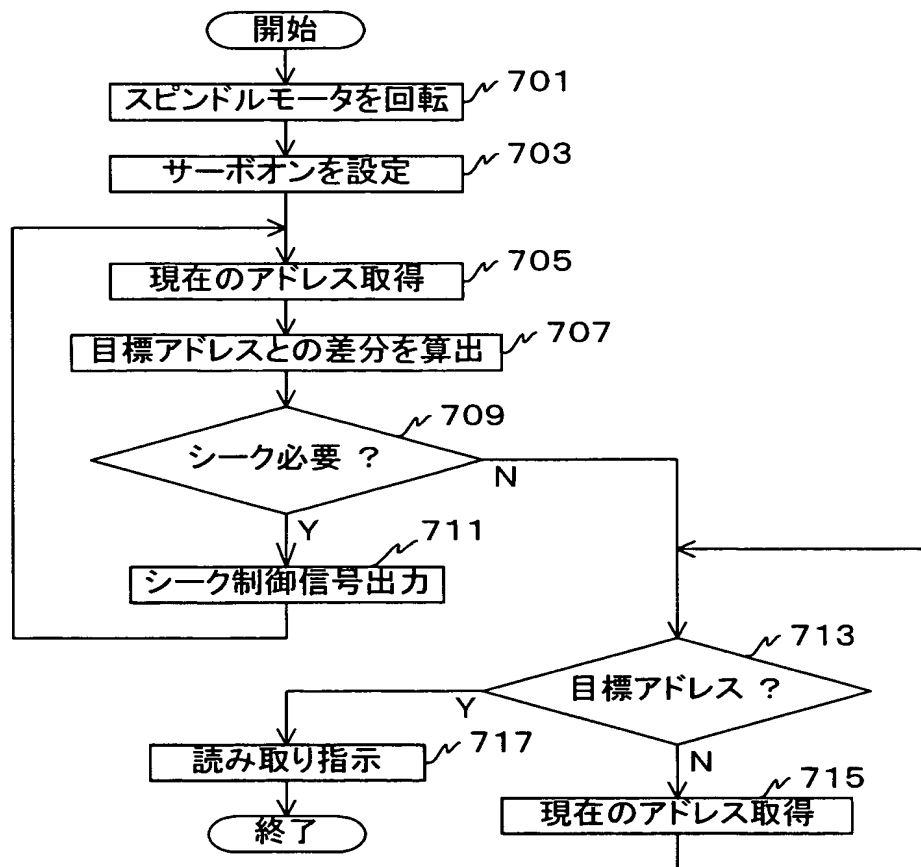 開始
スピンドルモータを回転
701
サーボオンを設定
703
現在のアドレス取得
705
目標アドレスとの差分を算出
707
シーク必要 ?
709
N
Y
シーク制御信号出力
711
目標アドレス ?
713
Y
N
読み取り指示
717
現在のアドレス取得
715
終了